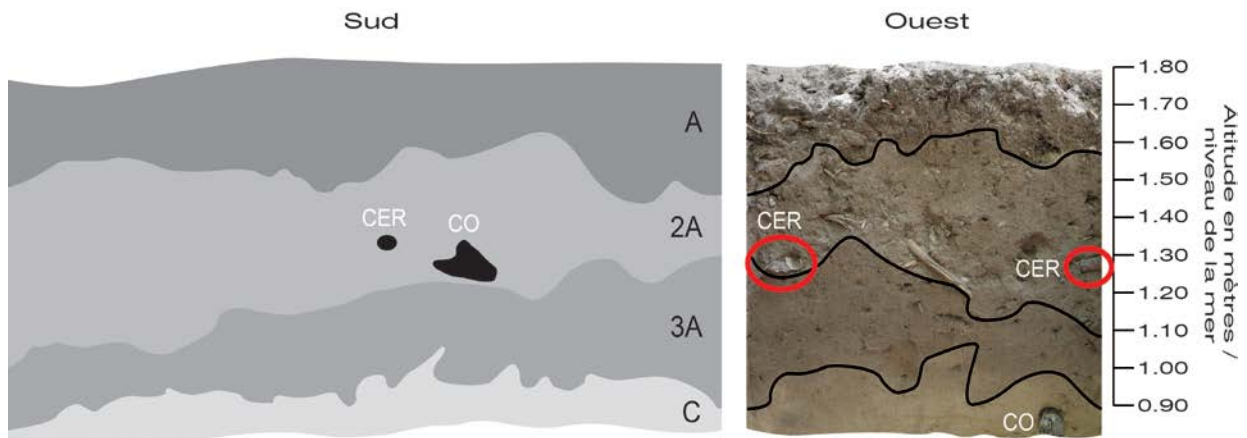 Sud
Ouest
A
CER
CO
2A
3A
C
CER
CER
CO
1.80
1.70
1.60
1.50
1.40
1.30
1.20
1.10
1.00
0.90
Altitude en mètres /
niveau de la mer